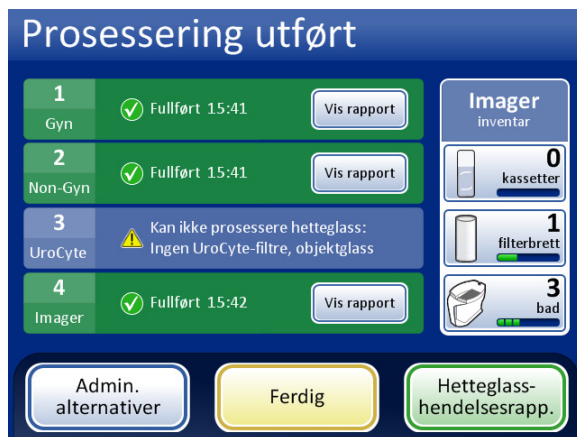 Prosessering utført
1
Gyn
Fullført 15:41
Vis rapport
2
Non-Gyn
Fullført 15:41
Vis rapport
3
UroCyte
Kan ikke prosessere hetteglass:
Ingen UroCyte-filtre, objektglass
4
Imager
Fullført 15:42
Vis rapport
Imager
inventar
0
kassetter
1
filterbrett
3
bad
Admin.
alternativer
Ferdig
Hetteglass-
hendelsesrapp.